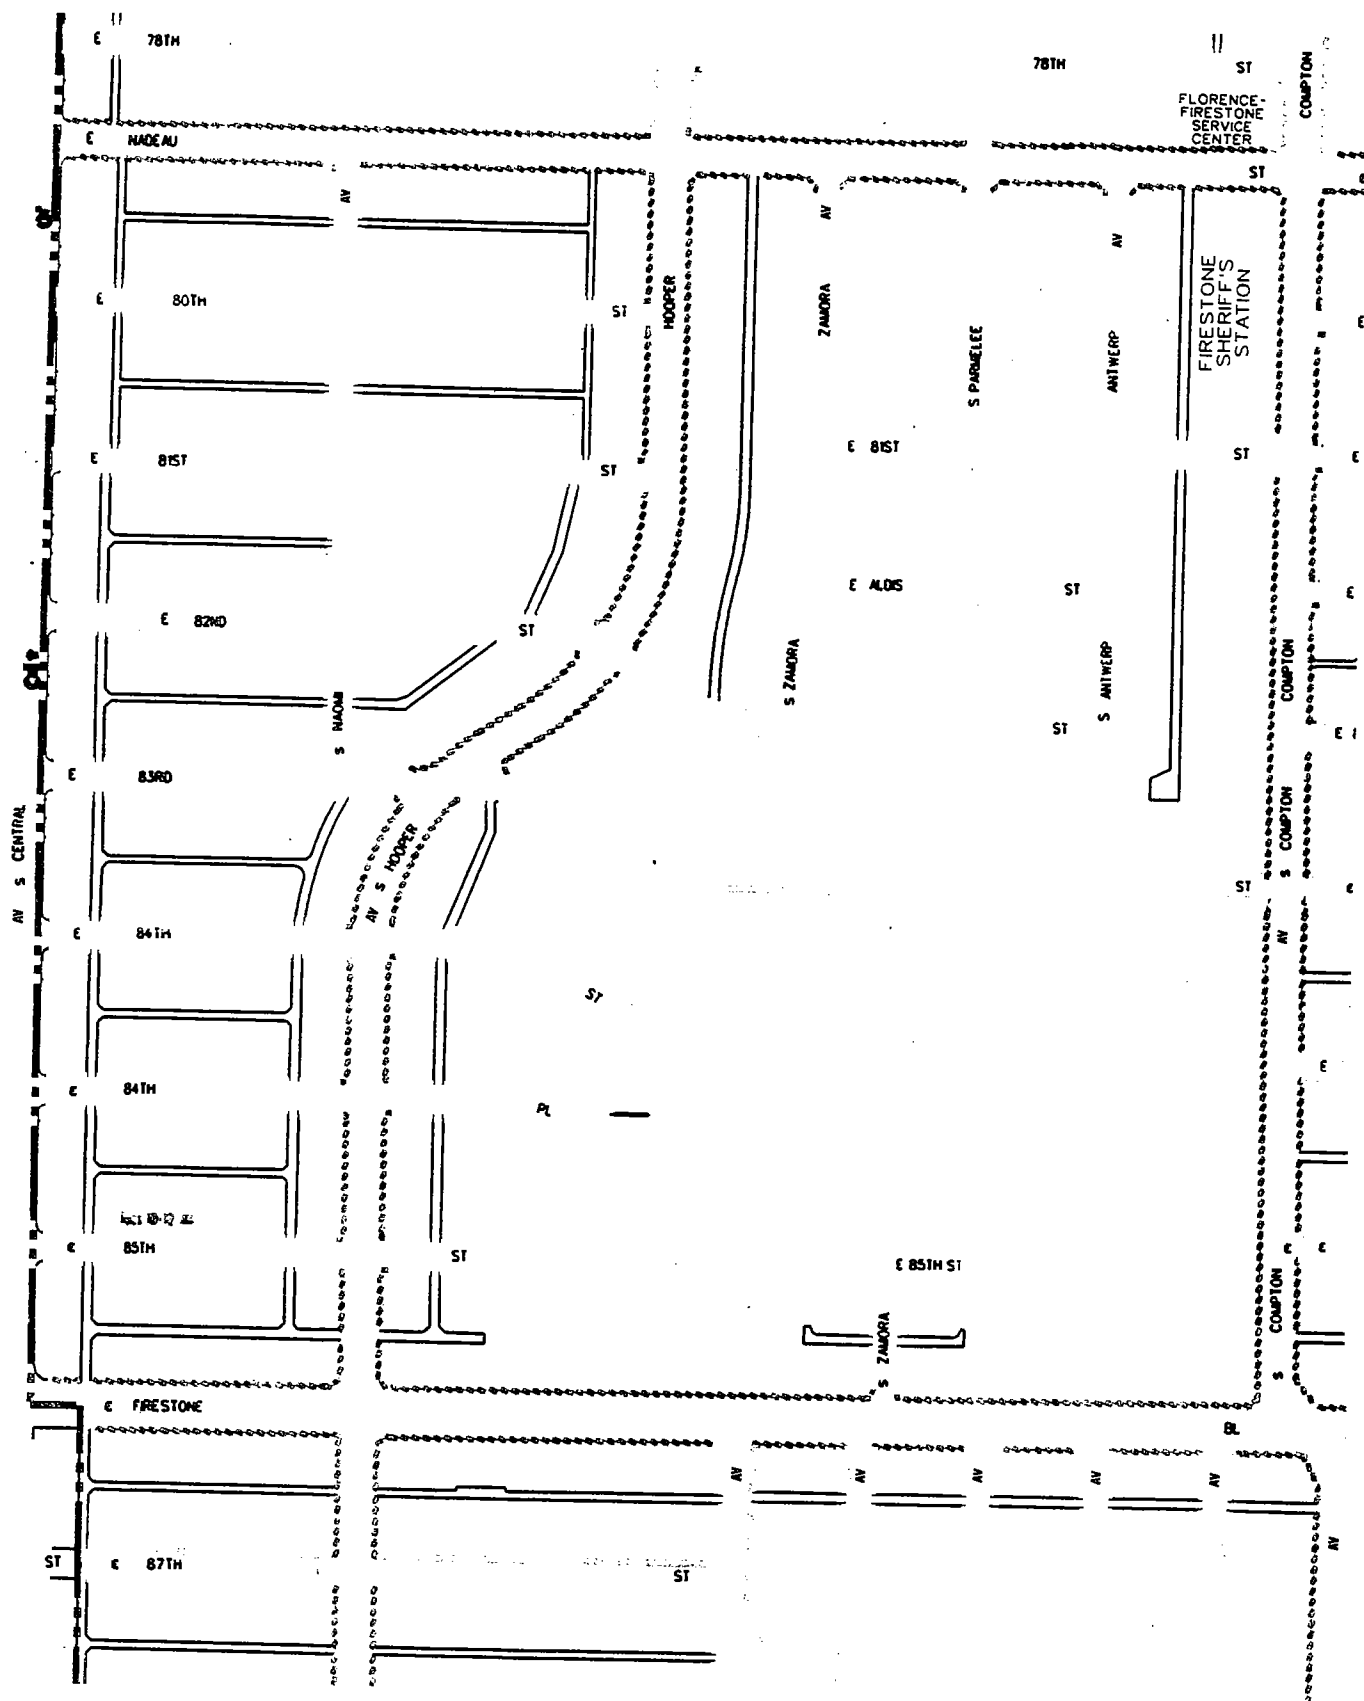 E 78TH
78TH ST
COMPTON
FLORENCE-
FIRESTONE
SERVICE
CENTER
E NADEAU
ST
AV
AV
AV
HOOPER
ZAMORA
S PARMELEE
ANTWERP
FIRESTONE
SHERIFF'S
STATION
E 80TH ST
E
E 81ST ST
E 81ST ST
E
E ALDIS ST
E
E 82ND ST
S NAOMI
S ZAMORA
S ANTWERP
ST
COMPTON
E
E 83RD
AV S CENTRAL
AV S HOOPER
S COMPTON
AV
ST
E
E 84TH
ST
E 84TH
PL
E
E 85TH ST
E 85TH ST
E E
S ZAMORA
S COMPTON
E FIRESTONE
BL
AV AV AV AV AV
AV
ST E 87TH ST